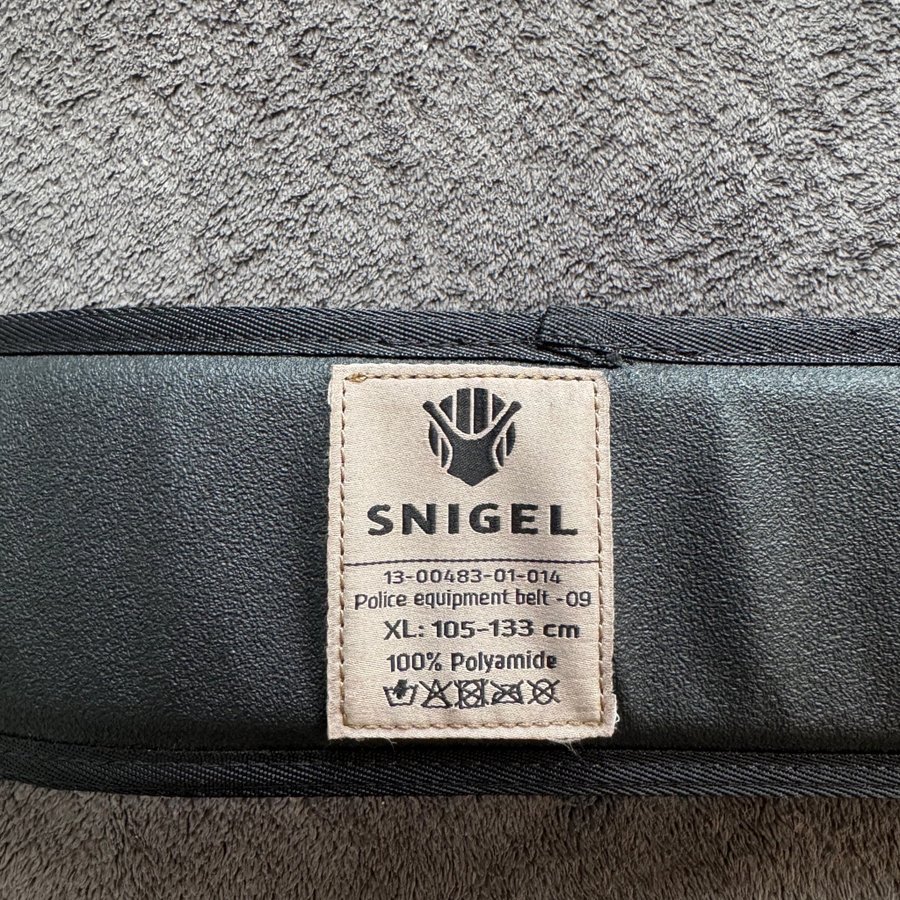 SNIGEL
13-00483-01-014
Police equipment belt -09
XL: 105-133 cm
100% Polyamide